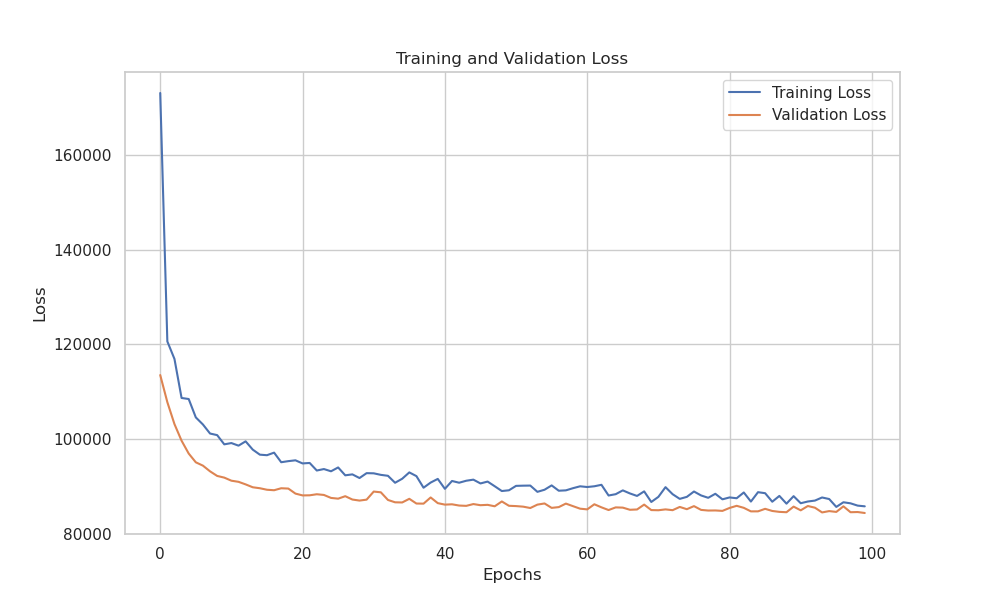 Training and Validation Loss
Training Loss
Validation Loss
160000
140000
120000
100000
80000
Loss
0
20
40
60
80
100
Epochs